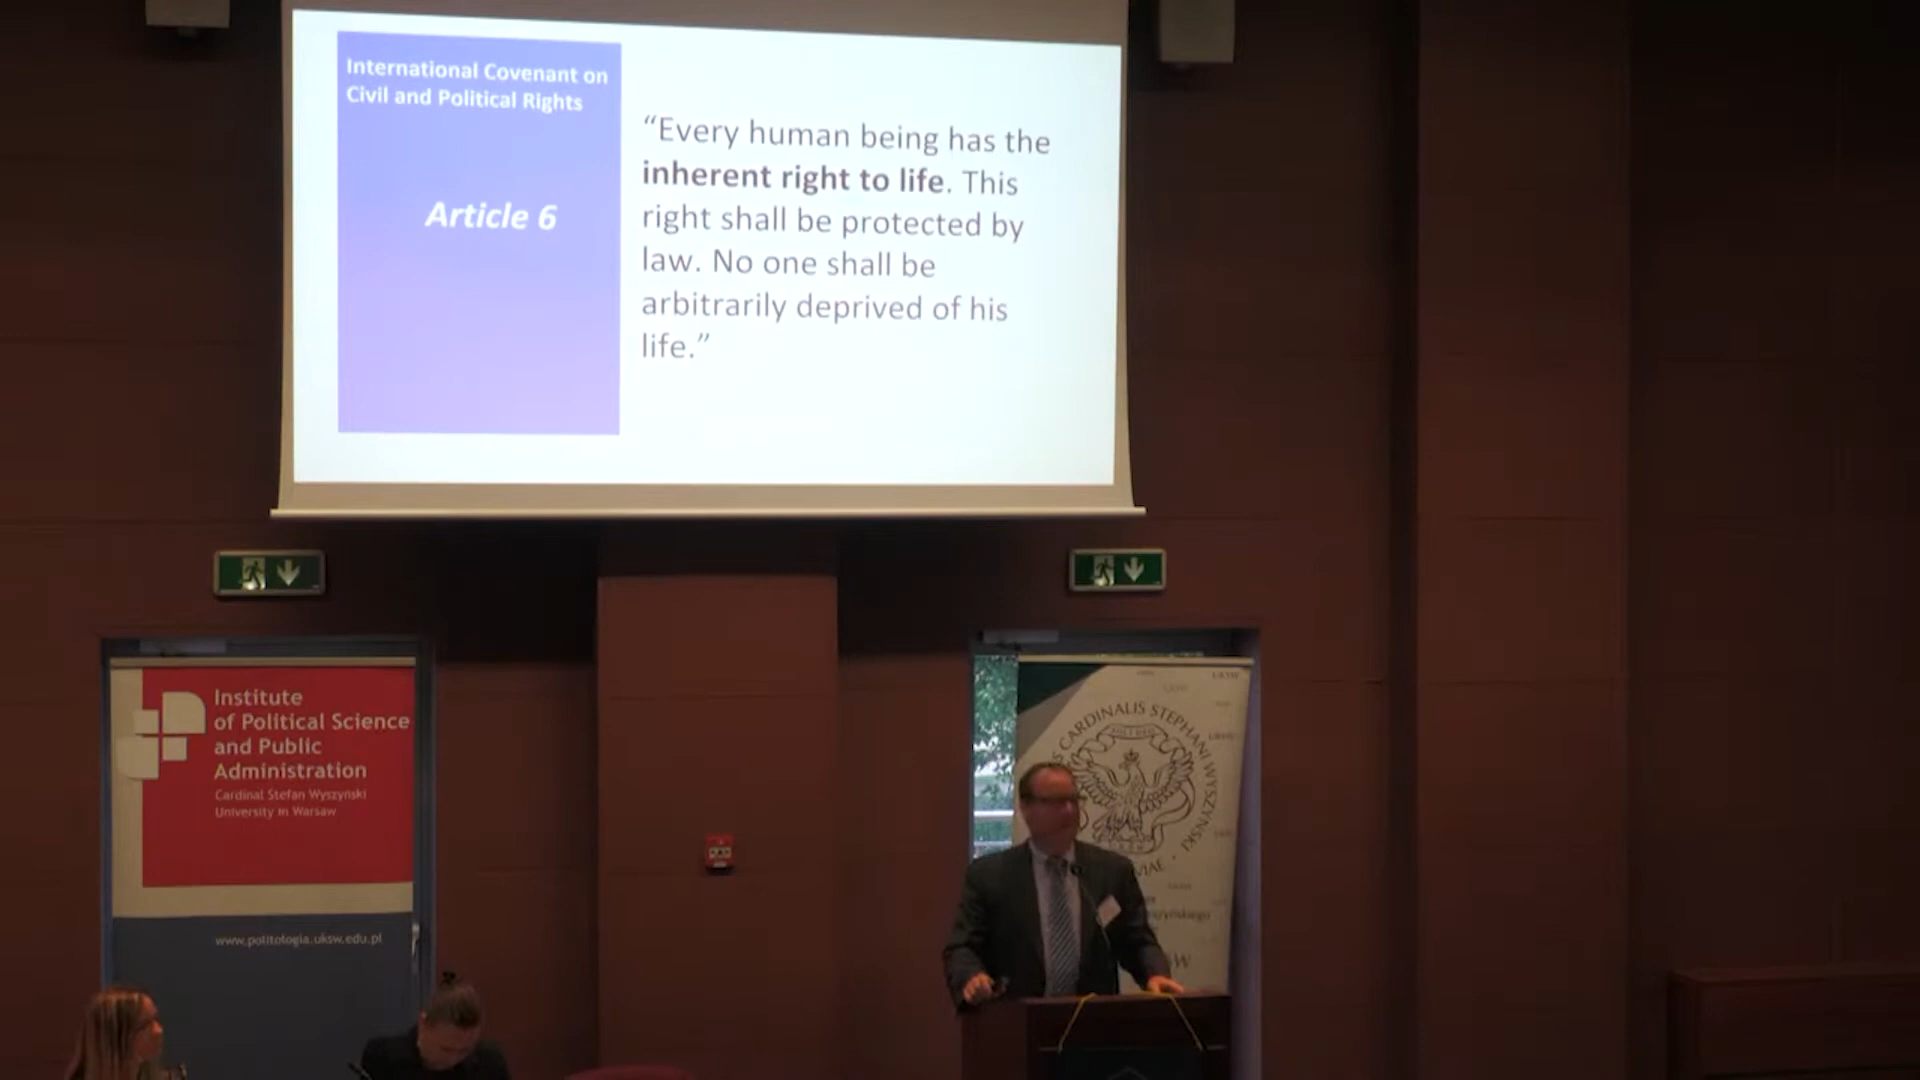 International Covenant on
Civil and Political Rights
Article 6
“Every human being has the
inherent right to life. This
right shall be protected by
law. No one shall be
arbitrarily deprived of his
life.”
Institute
of Political Science
and Public
Administration
Cardinal Stefan Wyszyński
University in Warsaw
www.politologia.uksw.edu.pl
CARDINALIS STEPHANI WYSZYNSKI